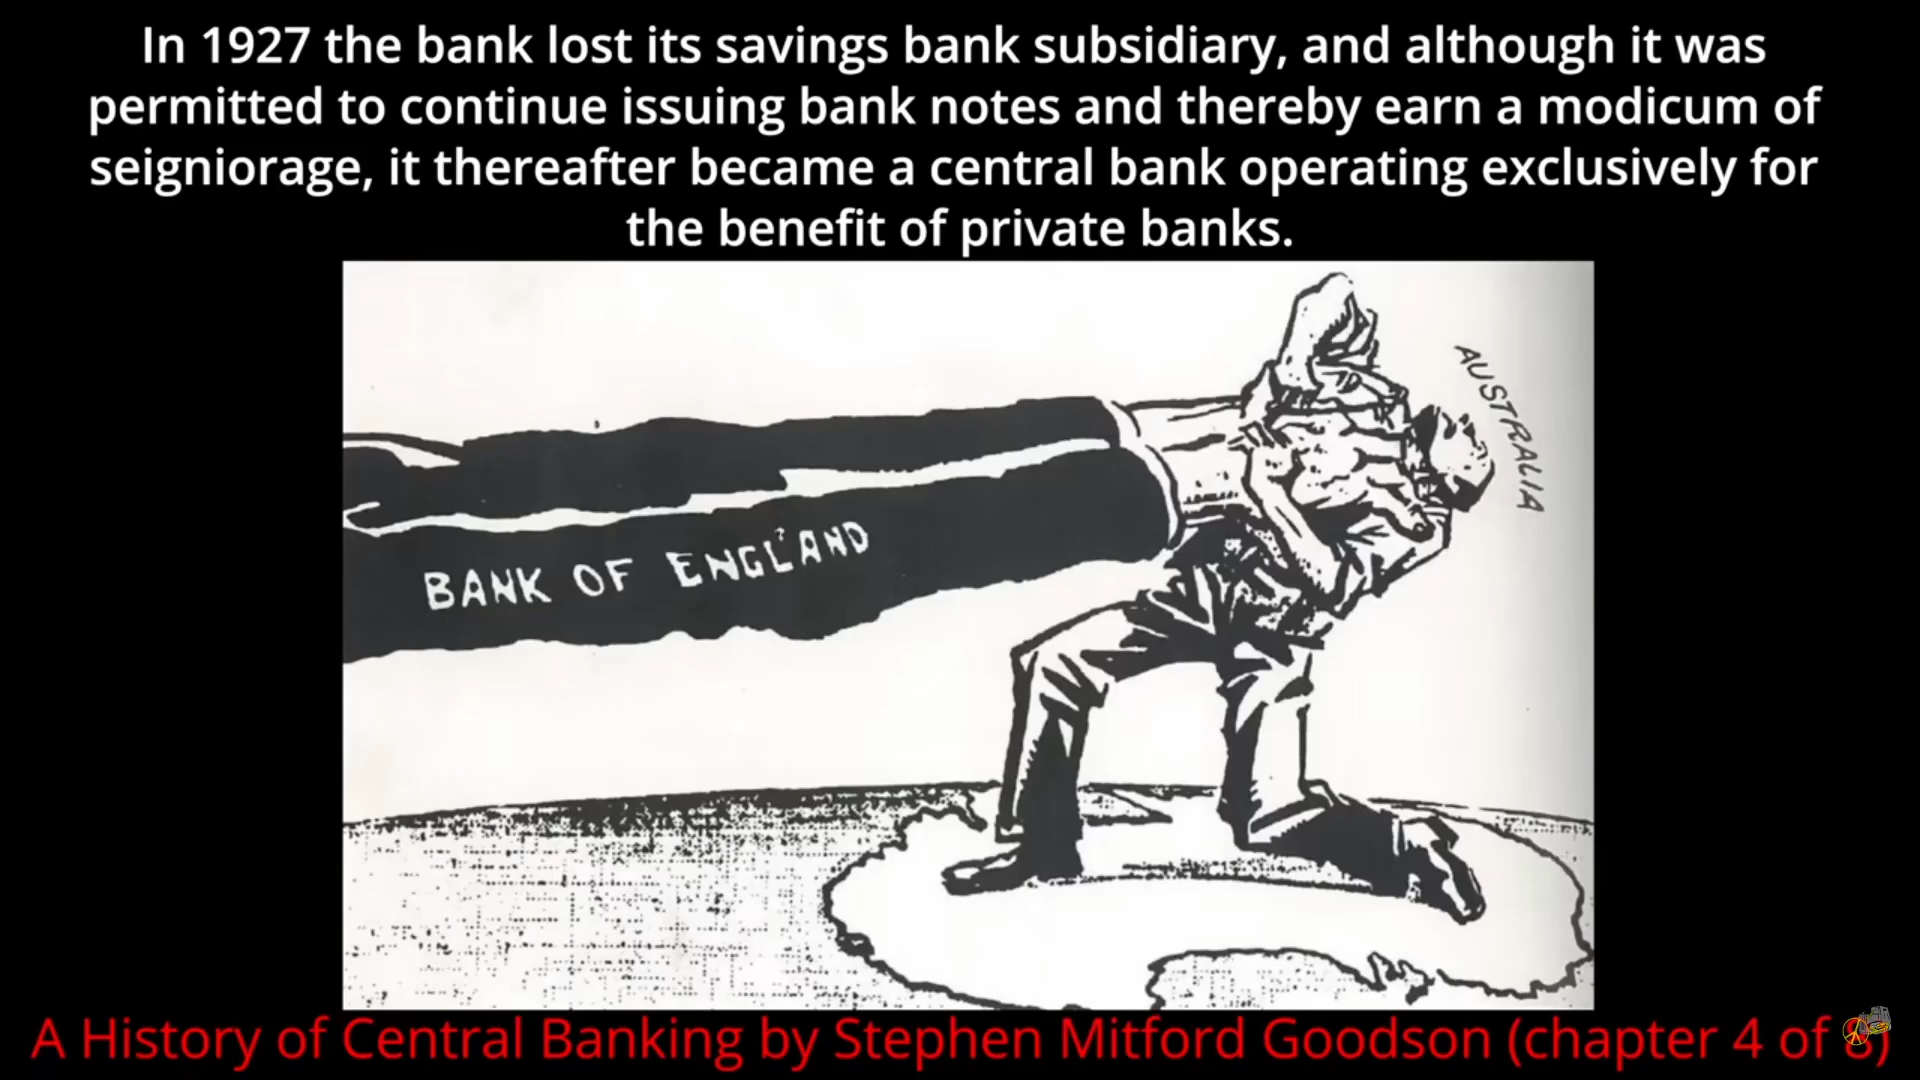 In 1927 the bank lost its savings bank subsidiary, and although it was
permitted to continue issuing bank notes and thereby earn a modicum of
seigniorage, it thereafter became a central bank operating exclusively for
the benefit of private banks.
AUSTRALIA
BANK OF ENGLAND
A History of Central Banking by Stephen Mitford Goodson (chapter 4 of 8)